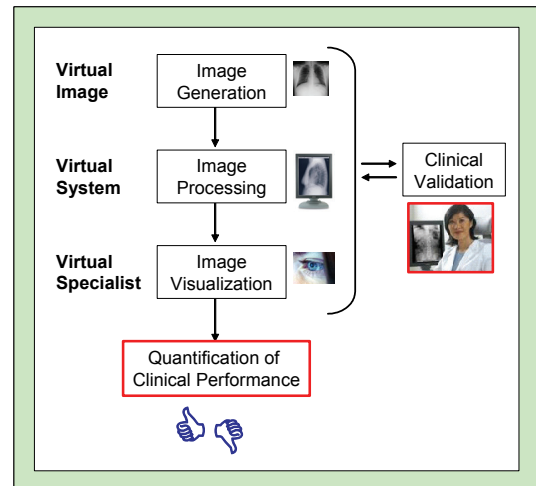 Virtual
Image
Image
Generation
Virtual
System
Image
Processing
Clinical
Validation
Virtual
Specialist
Image
Visualization
Quantification of
Clinical Performance